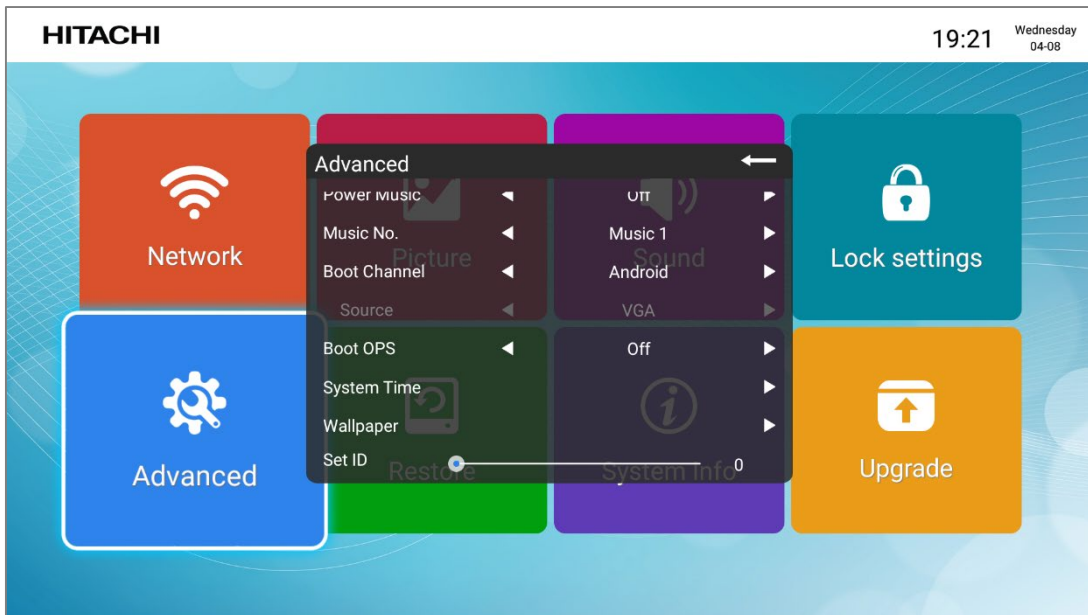 HITACHI
19:21
Wednesday
04-08
Network
Picture
Sound
Lock settings
Advanced
Power Music Off
Music No. Music 1
Boot Channel Android
Source VGA
Boot OPS Off
System Time
Wallpaper
Set ID 0
Advanced
Restore
System Info
Upgrade